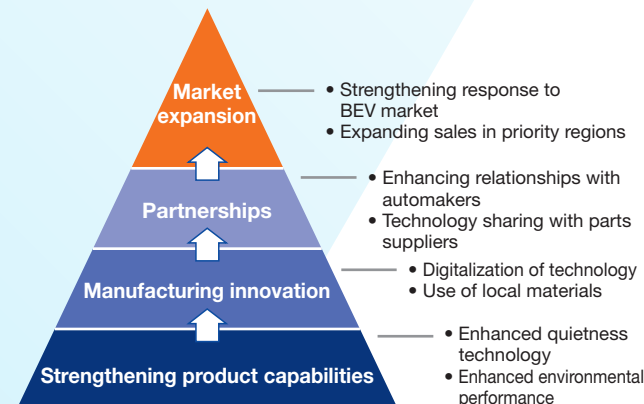 Market
expansion
• Strengthening response to
BEV market
• Expanding sales in priority regions
Partnerships
• Enhancing relationships with
automakers
• Technology sharing with parts
suppliers
Manufacturing innovation
• Digitalization of technology
• Use of local materials
Strengthening product capabilities
• Enhanced quietness
technology
• Enhanced environmental
performance